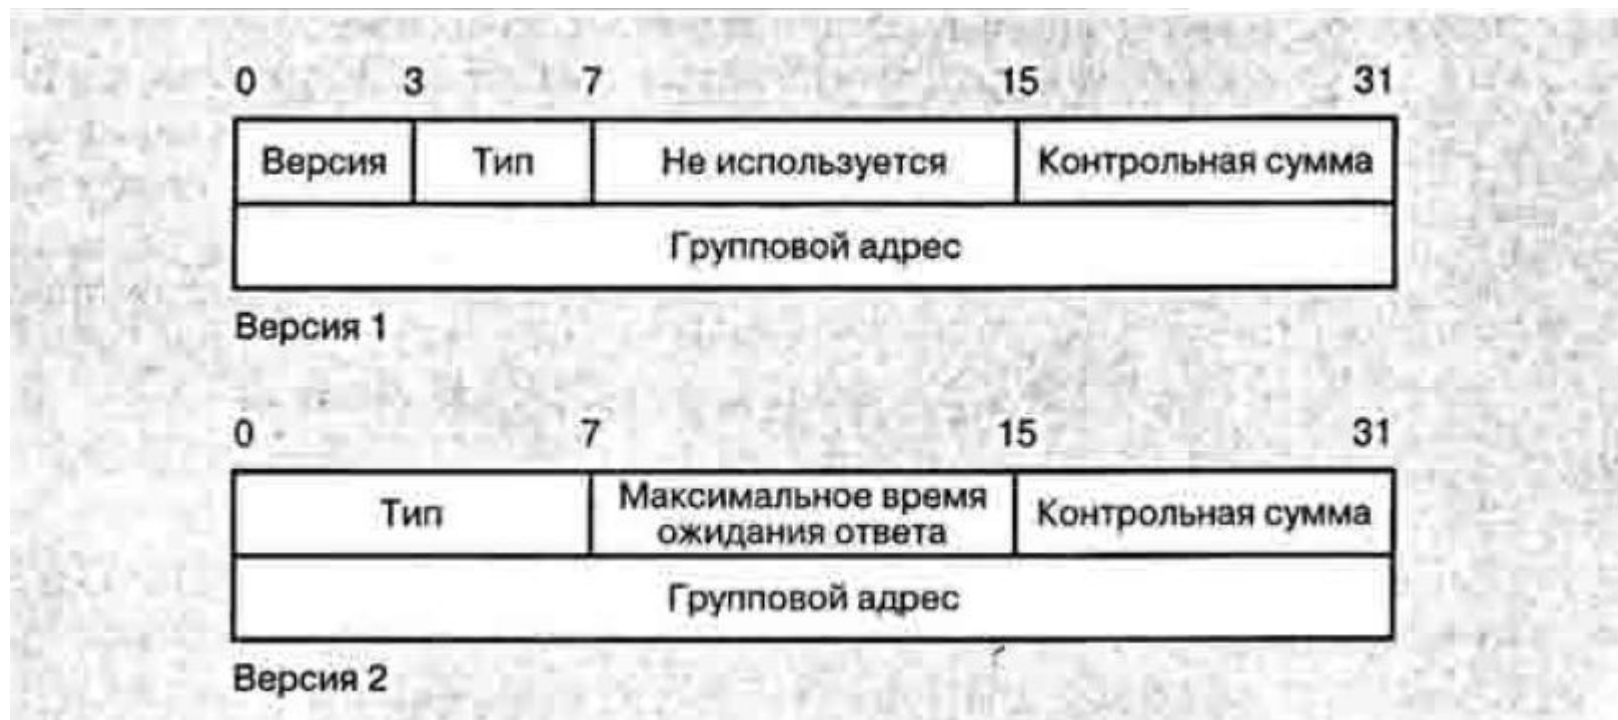 0 3 7 15 31
Версия Тип Не используется Контрольная сумма
Групповой адрес
Версия 1
0 7 15 31
Тип Максимальное время ожидания ответа Контрольная сумма
Групповой адрес
Версия 2